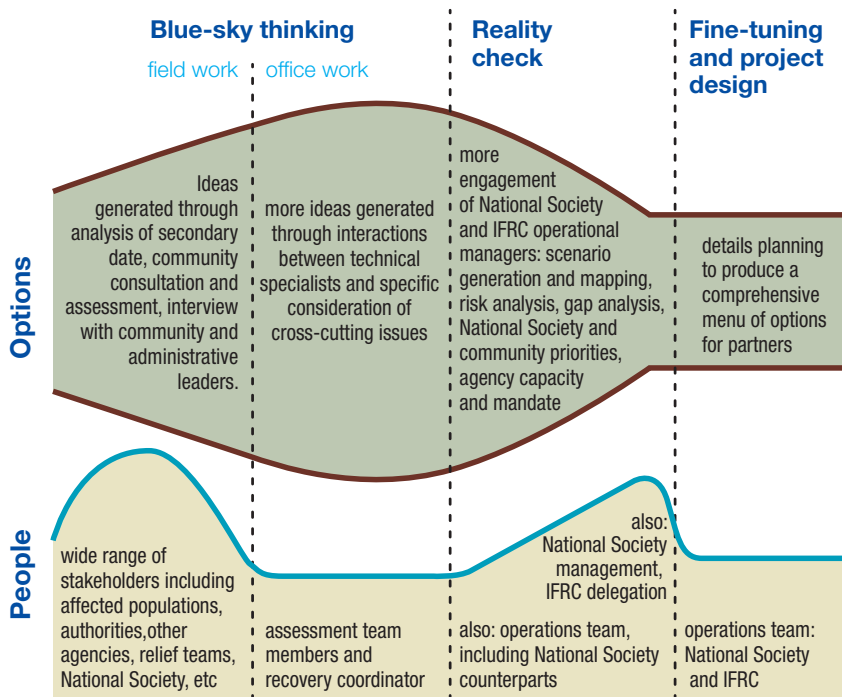 Blue-sky thinking
field work
office work
Reality
check
Fine-tuning
and project
design
Options
Ideas
generated through
analysis of secondary
date, community
consultation and
assessment, interview
with community and
administrative
leaders.
more ideas generated
through interactions
between technical
specialists and specific
consideration of
cross-cutting issues
more
engagement
of National Society
and IFRC operational
managers: scenario
generation and mapping,
risk analysis, gap analysis,
National Society and
community priorities,
agency capacity
and mandate
details planning
to produce a
comprehensive
menu of options
for partners
People
wide range of
stakeholders including
affected populations,
authorities,other
agencies, relief teams,
National Society, etc
assessment team
members and
recovery coordinator
also:
National Society
management,
IFRC delegation
also: operations team,
including National Society
counterparts
operations team:
National Society
and IFRC